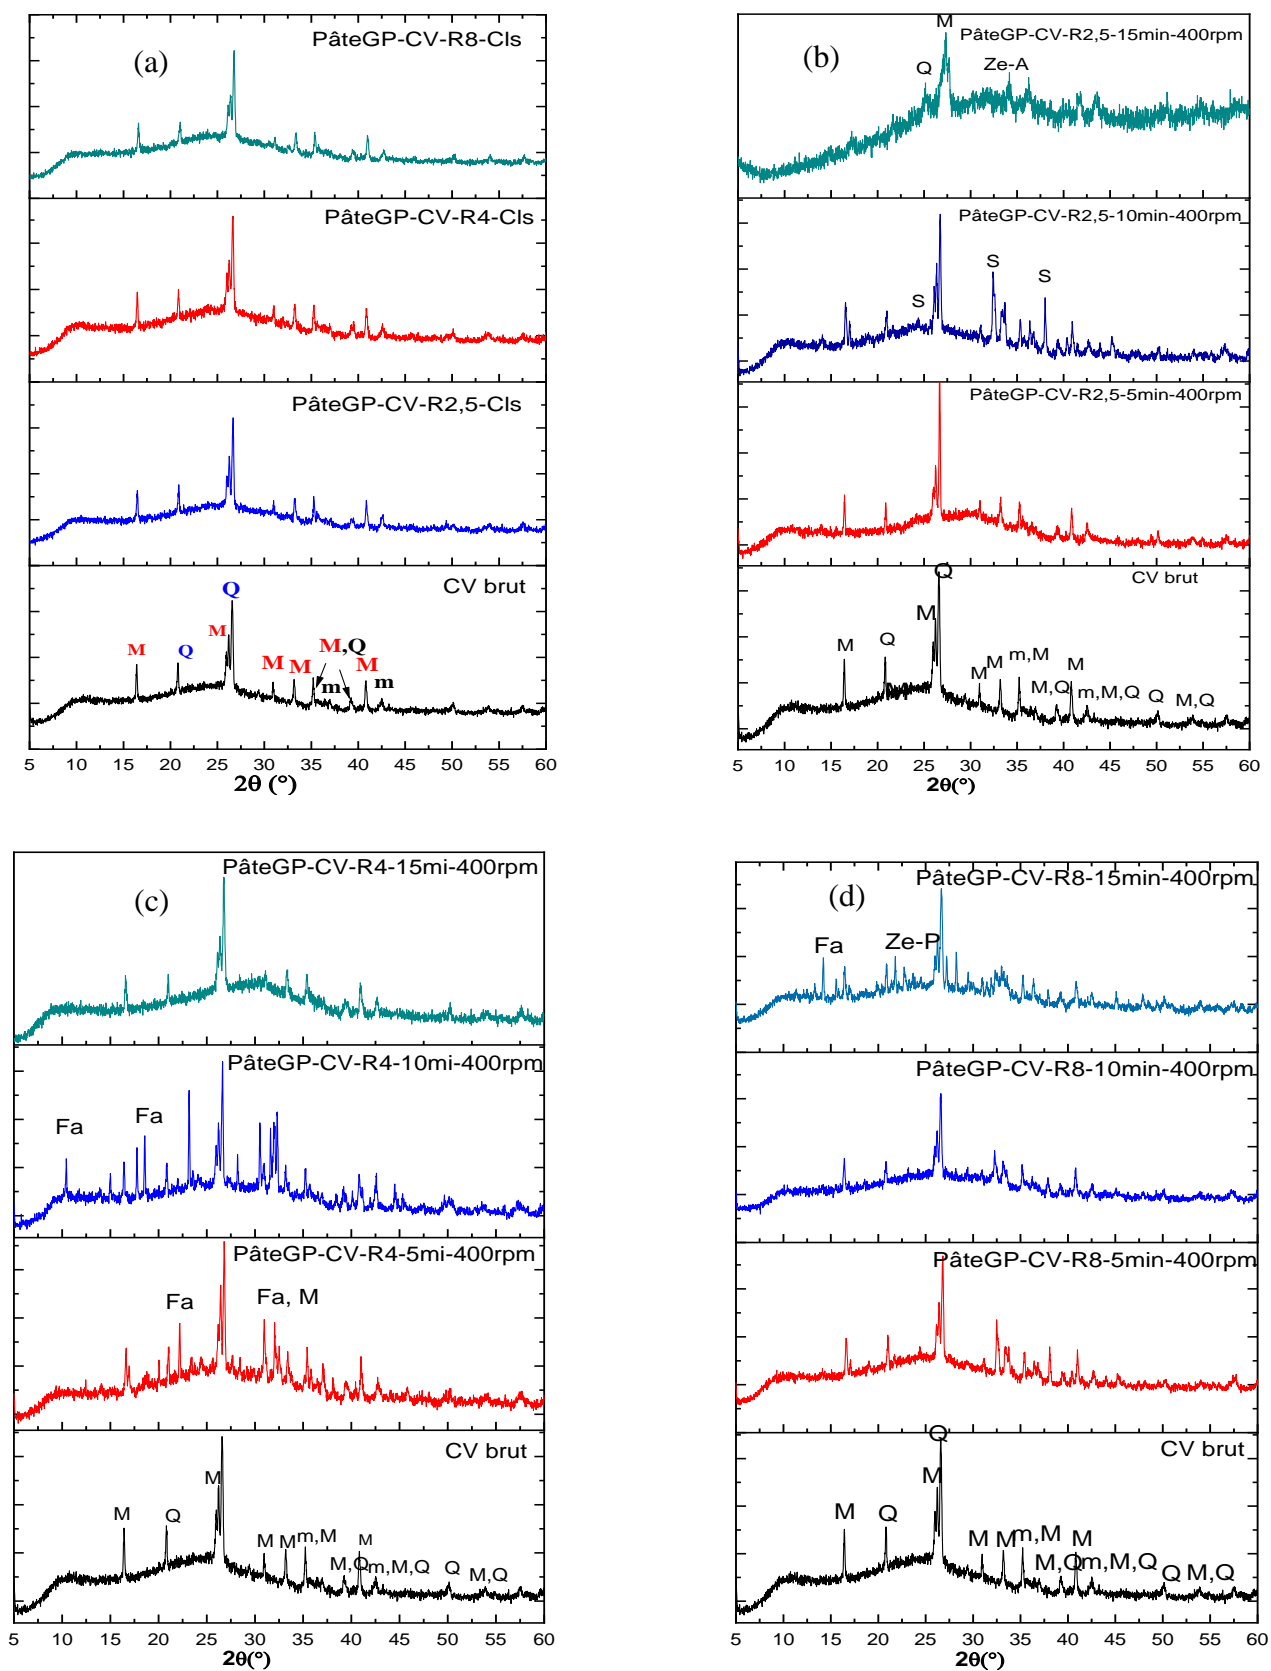 PâteGP-CV-R8-Cls
(a)
PâteGP-CV-R4-Cls
PâteGP-CV-R2,5-Cls
CV brut
Q
M Q M M M M,Q M
m m
5 10 15 20 25 30 35 40 45 50 55 60
2θ (°)
M
PâteGP-CV-R2,5-15min-400rpm
(b)
Q Ze-A
PâteGP-CV-R2,5-10min-400rpm
S S S
PâteGP-CV-R2,5-5min-400rpm
CV brut
Q
M Q M M M m,M M
M,Q m,M,Q Q M,Q
5 10 15 20 25 30 35 40 45 50 55 60
2θ(°)
PâteGP-CV-R4-15mi-400rpm
(c)
PâteGP-CV-R4-10mi-400rpm
Fa Fa
PâteGP-CV-R4-5mi-400rpm
Fa Fa, M
CV brut
M Q M M M m,M M
M,Q m,M,Q Q M,Q
5 10 15 20 25 30 35 40 45 50 55 60
2θ(°)
PâteGP-CV-R8-15min-400rpm
(d)
Fa Ze-P
PâteGP-CV-R8-10min-400rpm
PâteGP-CV-R8-5min-400rpm
CV brut
Q
M Q M M M m,M M
M,Q m,M,Q Q M,Q
5 10 15 20 25 30 35 40 45 50 55 60
2θ(°)